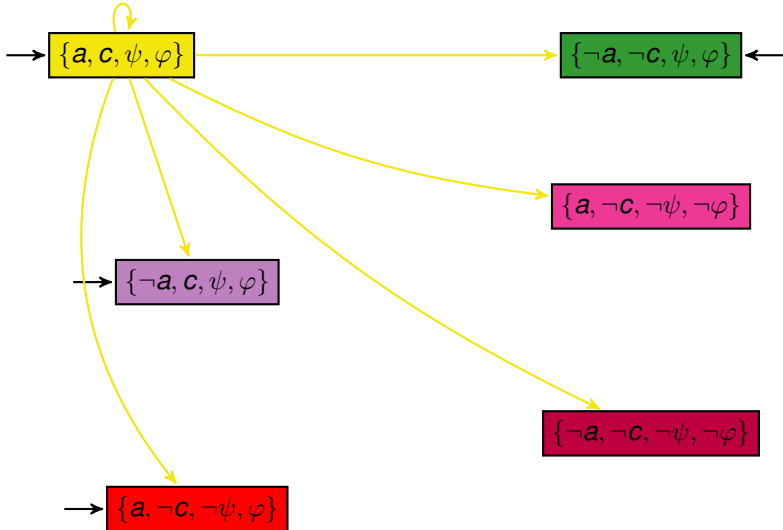 {a, c, ψ, φ}
{¬a, ¬c, ψ, φ}
{a, ¬c, ¬ψ, ¬φ}
{¬a, c, ψ, φ}
{¬a, ¬c, ¬ψ, ¬φ}
{a, ¬c, ¬ψ, φ}